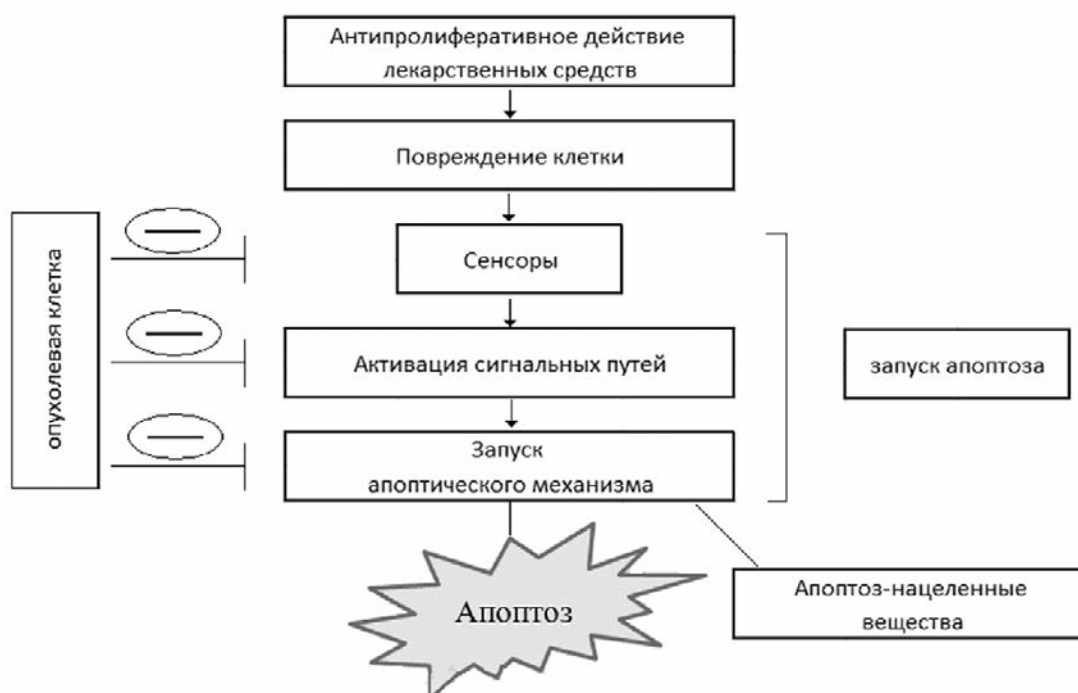 Антипролиферативное действие
лекарственных средств
Повреждение клетки
опухолевая клетка
Сенсоры
Активация сигнальных путей
запуск апоптоза
Запуск
апоптического механизма
Апоптоз
Апоптоз-нацеленные
вещества